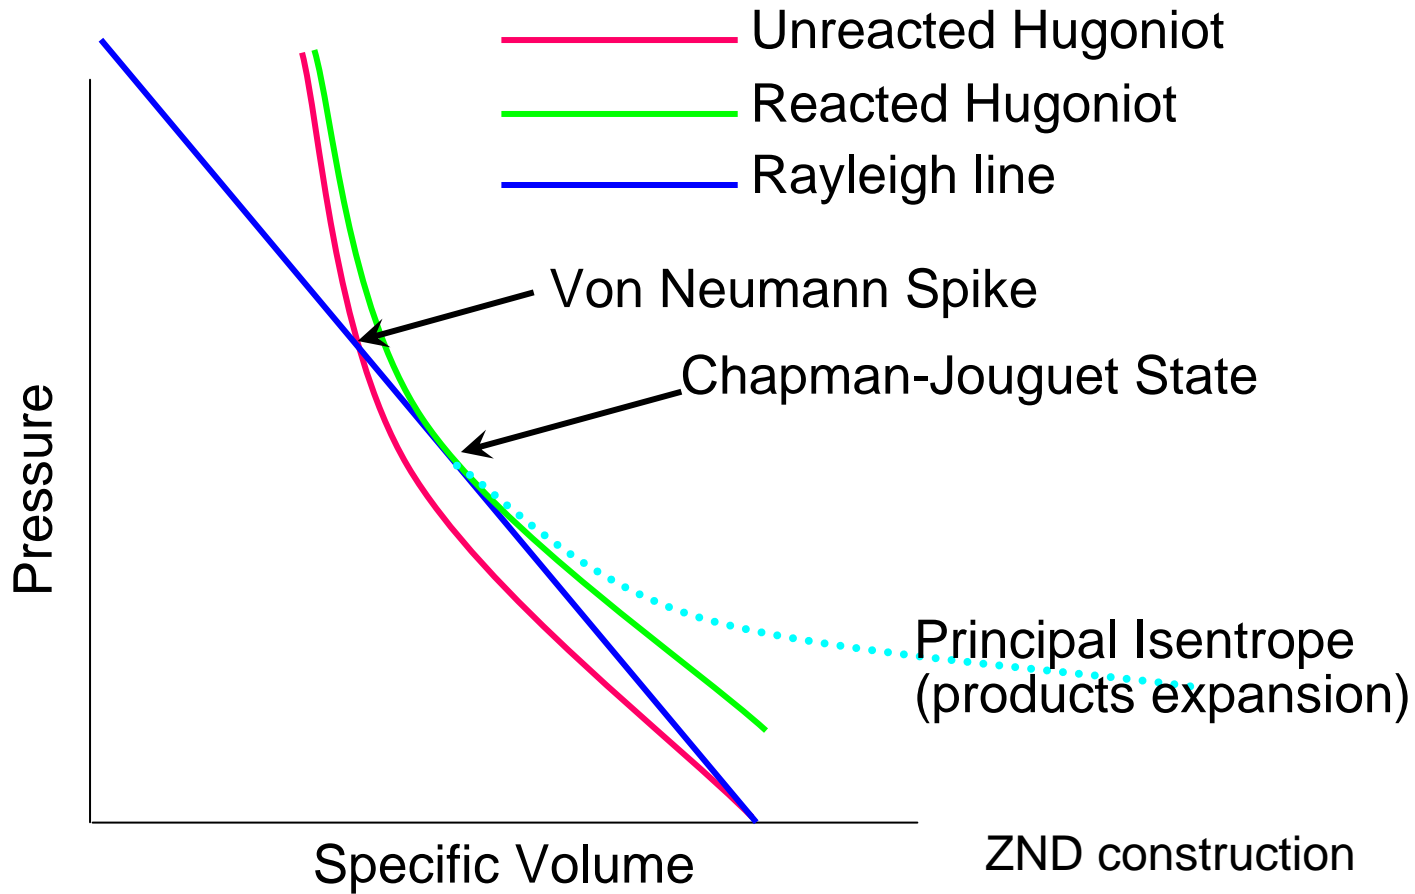 Unreacted Hugoniot
Reacted Hugoniot
Rayleigh line
Von Neumann Spike
Chapman-Jouguet State
Pressure
Principal Isentrope
(products expansion)
Specific Volume
ZND construction